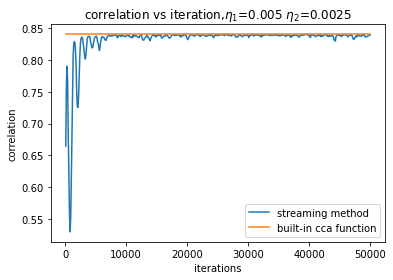 correlation vs iteration,η₁=0.005 η₂=0.0025
correlation
0.85
0.80
0.75
0.70
0.65
0.60
0.55
streaming method
built-in cca function
0 10000 20000 30000 40000 50000
iterations